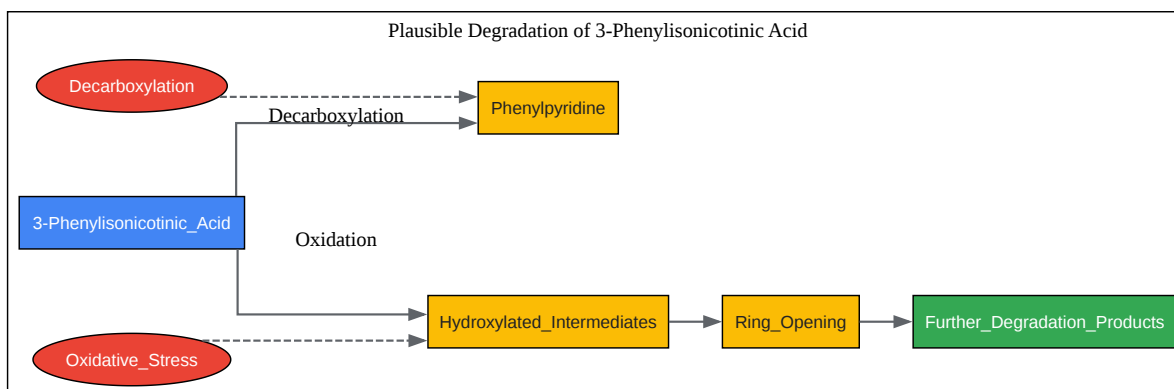 Plausible Degradation of 3-Phenylisonicotinic Acid
Decarboxylation
Phenylpyridine
Decarboxylation
3-Phenylisonicotinic_Acid
Oxidation
Hydroxylated_Intermediates
Ring_Opening
Further_Degradation_Products
Oxidative_Stress